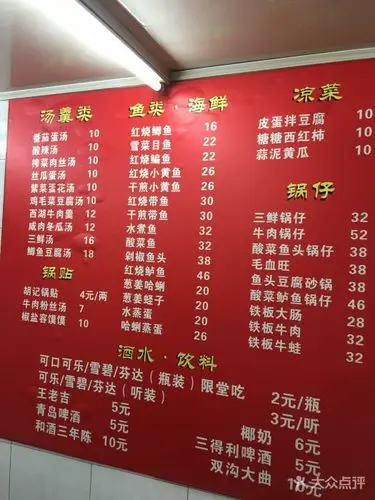 汤羹类
番茄蛋汤 10
酸辣汤 10
榨菜肉丝汤 10
丝瓜蛋汤 10
紫菜蛋花汤 10
鸡毛菜豆腐汤 10
西湖牛肉羹 12
咸肉冬瓜汤 12
三鲜汤 16
鲫鱼豆腐汤 18
锅贴
胡记锅贴 4元/两
牛肉粉丝汤 7
椒盐容馍馍 10
鱼类·海鲜
红烧鲫鱼 16
雪菜目鱼 22
红烧鳊鱼 22
红烧小黄鱼 26
干煎小黄鱼 26
红烧带鱼 26
干煎带鱼 30
水煮鱼 32
酸菜鱼 32
剁椒鱼头 32
红烧鲈鱼 46
葱姜哈蜊 20
葱姜蛏子 26
水蒸蛋
哈蜊蒸蛋 20
凉菜
皮蛋拌豆腐 10
糖糖西红柿 10
蒜泥黄瓜 10
锅仔
三鲜锅仔 32
牛肉锅仔 52
酸菜鱼头锅仔 32
毛血旺 38
鱼头豆腐砂锅 38
酸菜鲈鱼锅仔 46
铁板大肠 28
铁板牛肉 38
铁板牛蛙 32
酒水·饮料
可口可乐/雪碧/芬达（瓶装）限堂吃 2元/瓶
可乐/雪碧/芬达（听装） 3元/听
王老吉 5元
青岛啤酒 5元
和酒三年陈 10元
椰奶 6元
三得利啤酒 5元
双沟大曲
大众点评